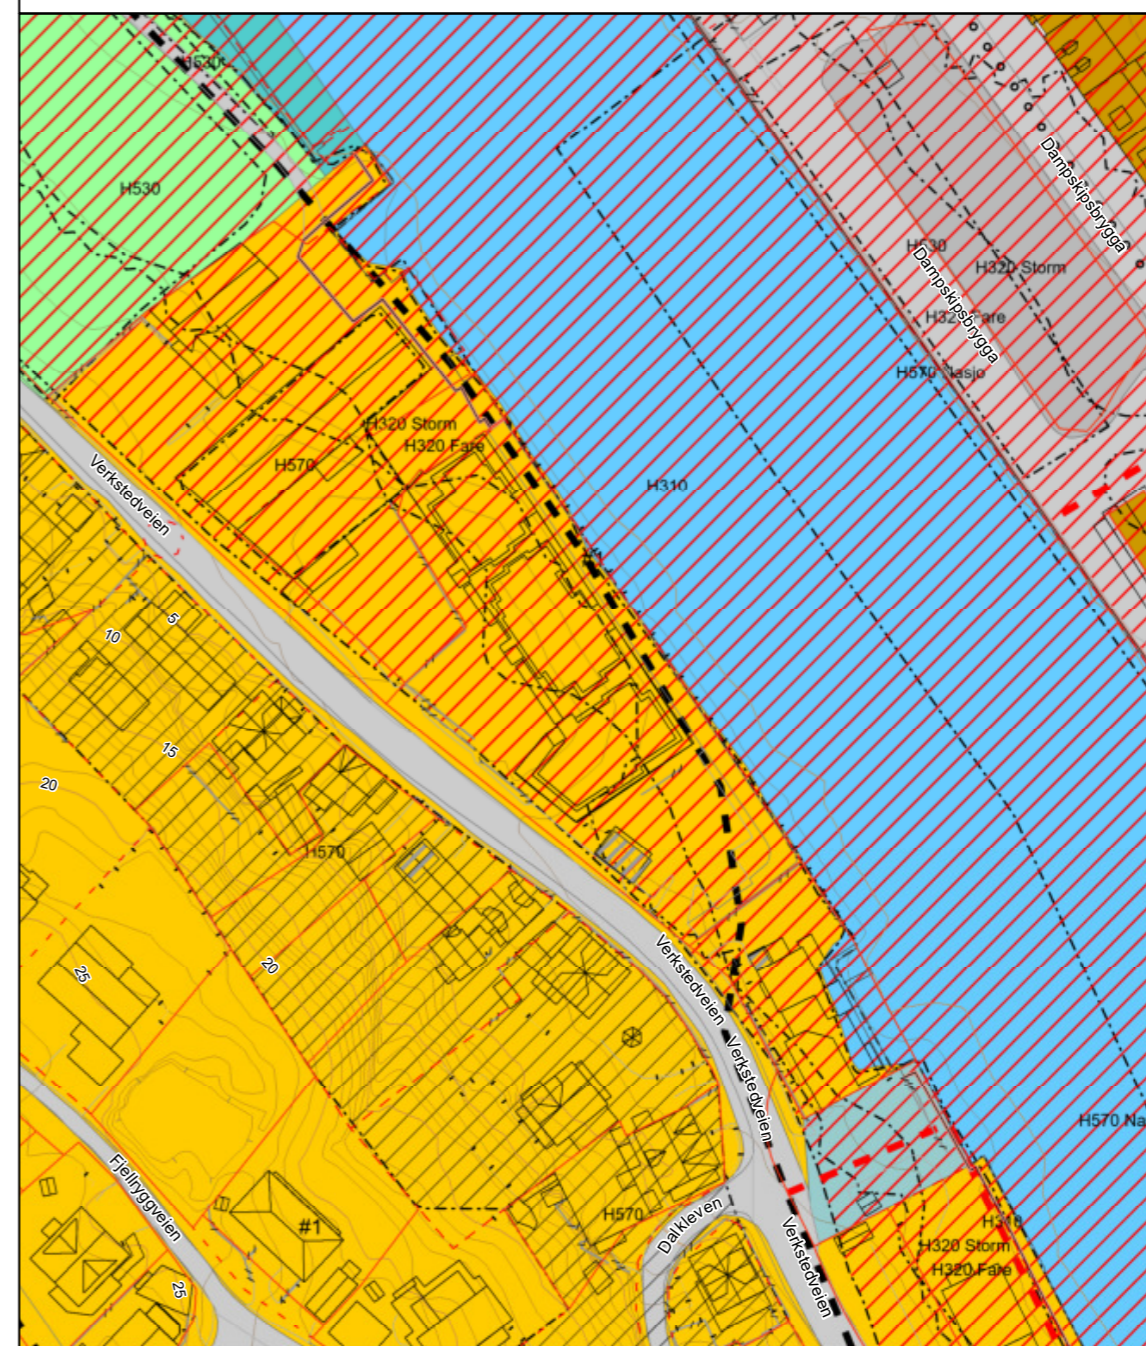 H530
H530
Dampskipsbrygga
H530
H320 Storm
Dampskipsbrygga
H320 Fare
H570 Nasjo
H320 Storm
H320 Fare
H570
Verkstedveien
H310
5
10
15
20
H570
20
25
Verkstedveien
Verkstedveien
H570 Na
Fjellryggveien
#1
H570
Dalkleven
H310
Verkstedveien
H320 Storm
H320 Fare
25